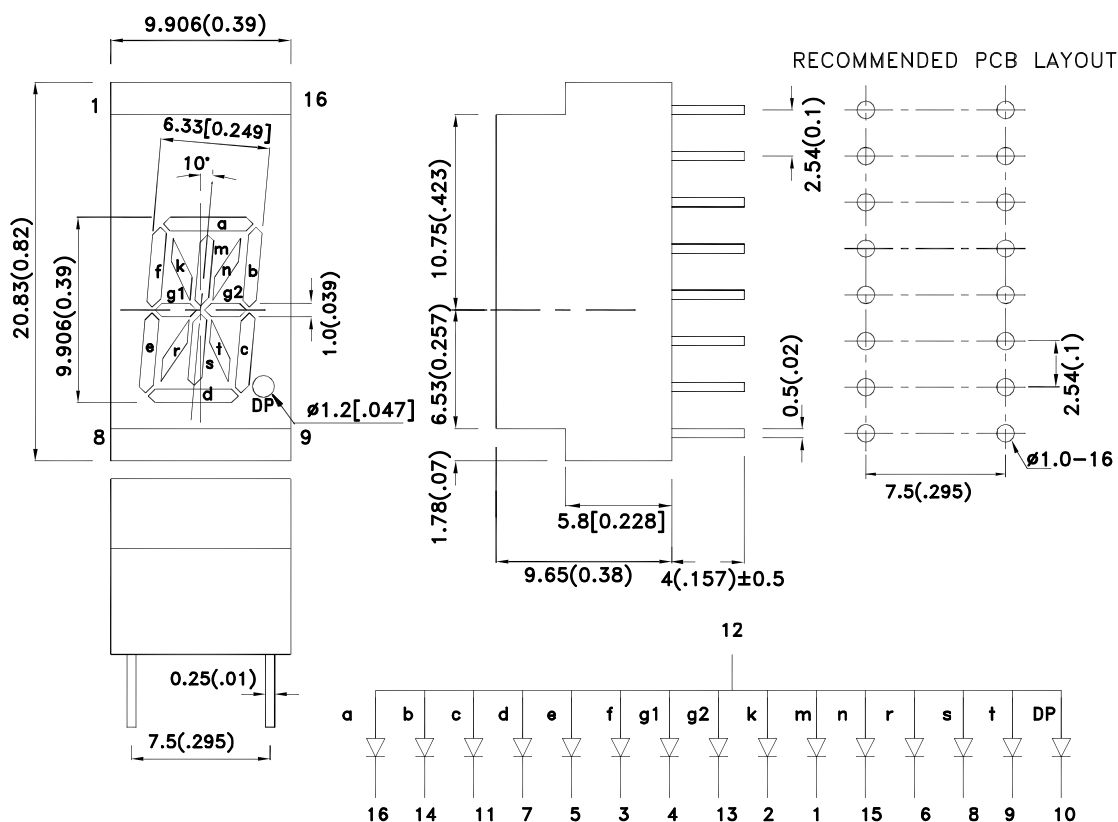 9.906(0.39)
RECOMMENDED PCB LAYOUT
1
16
6.33[0.249]
10°
20.83(0.82)
9.906(0.39)
a
m
f
k
n
b
g1
g2
1.0(.039)
e
r
t
c
s
d
DP
ø1.2[.047]
8
9
10.75(.423)
6.53(0.257)
1.78(.07)
2.54(0.1)
0.5(.02)
2.54(.1)
ø1.0-16
7.5(.295)
5.8[0.228]
9.65(0.38)
4(.157)±0.5
0.25(.01)
7.5(.295)
12
a b c d e f g1 g2 k m n r s t DP
16 14 11 7 5 3 4 13 2 1 15 6 8 9 10